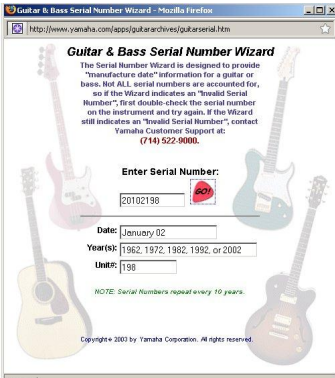 Guitar & Bass Serial Number Wizard - Mozilla Firefox
http://www.yamaha.com/apps/guitararchives/guitarserial.htm
Guitar & Bass Serial Number Wizard
The Serial Number Wizard is designed to provide
"manufacture date" information for a guitar or
bass. Not ALL serial numbers are accounted for,
so if the Wizard indicates an "Invalid Serial
Number", first double-check the serial number
on the instrument and try again. If the Wizard
still indicates an "Invalid Serial Number", contact
Yamaha Customer Support at:
(714) 522-9000.
Enter Serial Number:
20102198 GO!
Date: January 02
Year(s): 1962, 1972, 1982, 1992, or 2002
Unit#: 198
NOTE: Serial Numbers repeat every 10 years.
Copyright© 2003 by Yamaha Corporation. All rights reserved.